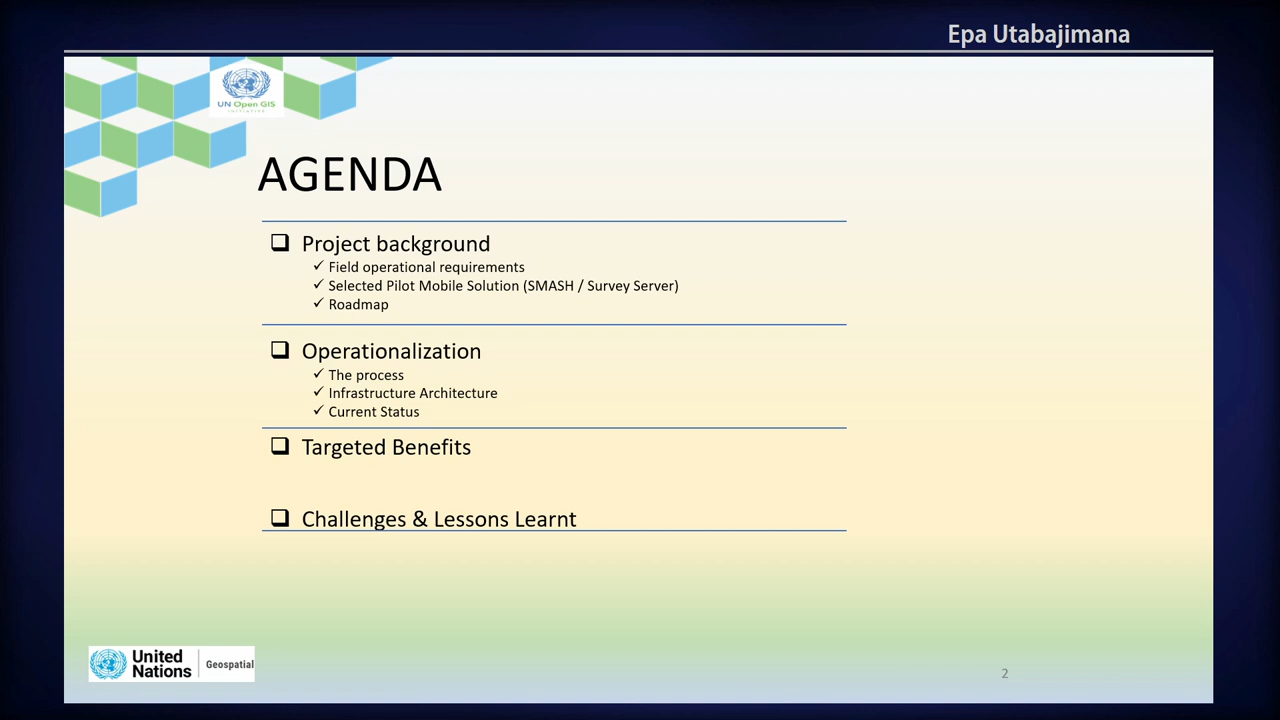 Epa Utabajimana
UN Open GIS
INITIATIVE
AGENDA
Project background
Field operational requirements
Selected Pilot Mobile Solution (SMASH / Survey Server)
Roadmap
Operationalization
The process
Infrastructure Architecture
Current Status
Targeted Benefits
Challenges & Lessons Learnt
United
Nations
Geospatial
2